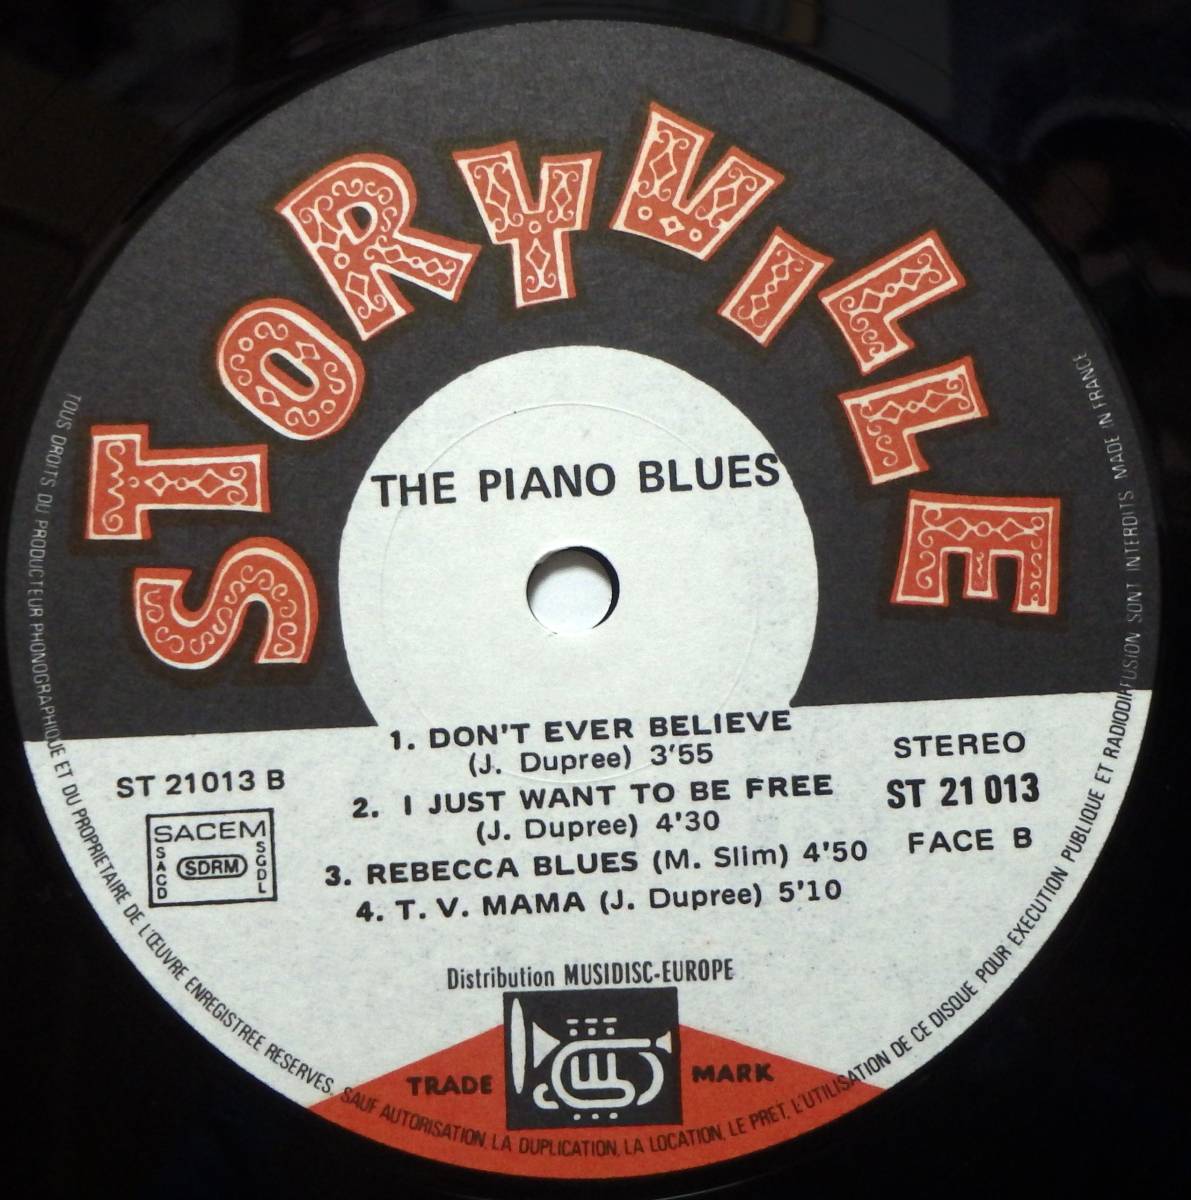 STORYVILLE
THE PIANO BLUES
1. DON'T EVER BELIEVE
(J. Dupree) 3'55
2. I JUST WANT TO BE FREE
(J. Dupree) 4'30
3. REBECCA BLUES (M. Slim) 4'50
4. T. V. MAMA (J. Dupree) 5'10
ST 21013 B
SACEM
SACD
SDRM
SGDL
STEREO
ST 21 013
FACE B
Distribution MUSIDISC-EUROPE
TRADE MARK
TOUS DROITS DU PRODUCTEUR PHONOGRAPHIQUE ET DU PROPRIETAIRE DE L'ŒUVRE ENREGISTREE RESERVES. SAUF AUTORISATION, LA DUPLICATION, LA LOCATION, LE PRET, L'UTILISATION DE CE DISQUE POUR EXECUTION PUBLIQUE ET RADIODIFFUSION SONT INTERDITS MADE IN FRANCE